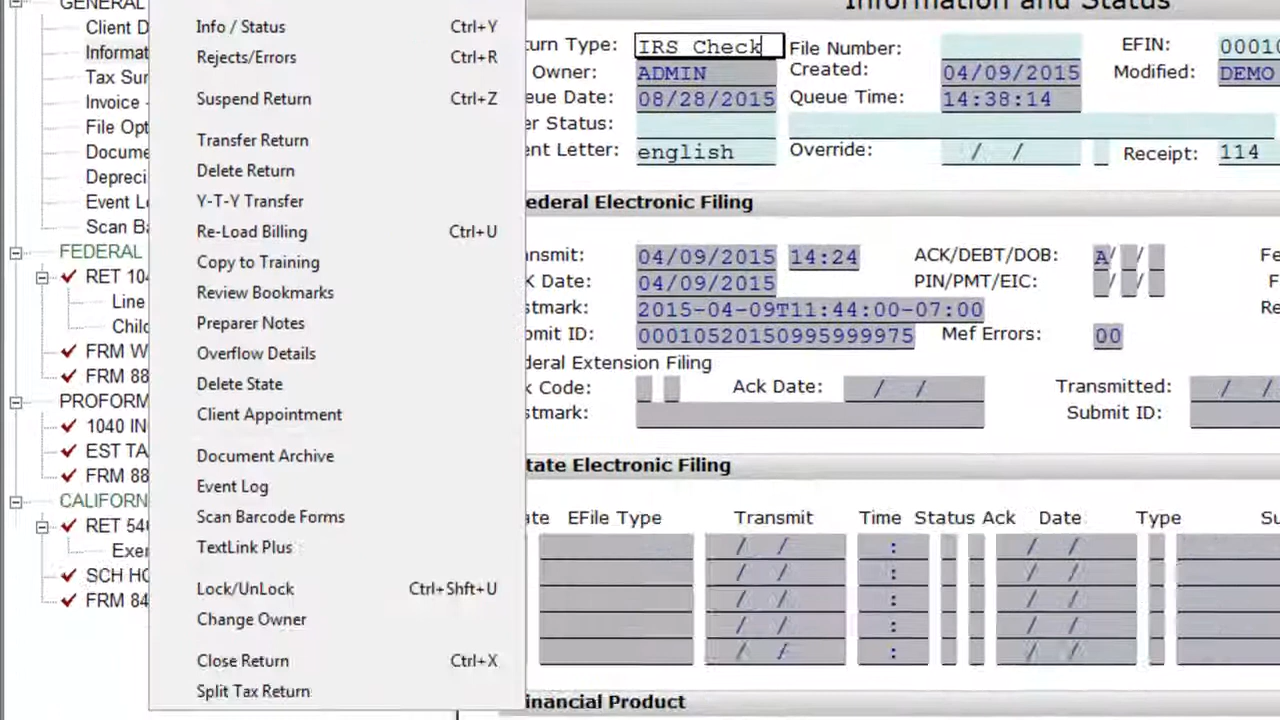 GENERAL
Client D
Informat
Tax Sur
Invoice -
File Opt
Docume
Depreci
Event L
Scan Ba
FEDERAL
RET 104
Line
Chil
FRM W
FRM 88
PROFORM
1040 IN
EST TA
FRM 88
CALIFORN
RET 540
Exer
SCH HO
FRM 84
Info / Status Ctrl+Y
Rejects/Errors Ctrl+R
Suspend Return Ctrl+Z
Transfer Return
Delete Return
Y-T-Y Transfer
Re-Load Billing Ctrl+U
Copy to Training
Review Bookmarks
Preparer Notes
Overflow Details
Delete State
Client Appointment
Document Archive
Event Log
Scan Barcode Forms
TextLink Plus
Lock/UnLock Ctrl+Shft+U
Change Owner
Close Return Ctrl+X
Split Tax Return
Information and Status
urn Type: IRS Check File Number: EFIN: 00010
Owner: ADMIN Created: 04/09/2015 Modified: DEMO
eue Date: 08/28/2015 Queue Time: 14:38:14
er Status:
ent Letter: english Override: / / Receipt: 114
ederal Electronic Filing
nsmit: 04/09/2015 14:24 ACK/DEBT/DOB: A/ / Fe
K Date: 04/09/2015 PIN/PMT/EIC: / / F
stmark: 2015-04-09T11:44:00-07:00 Re
bmit ID: 00010520150995999975 Mef Errors: 00
deral Extension Filing
k Code: Ack Date: / / Transmitted: / /
stmark: Submit ID:
tate Electronic Filing
ate EFile Type Transmit Time Status Ack Date Type Su
/ / : / /
/ / : / /
/ / : / /
/ / : / /
/ / : / /
inancial Product